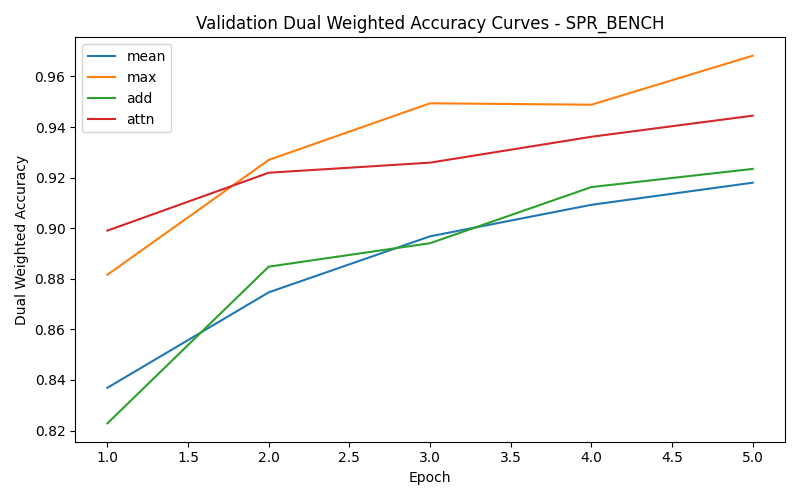 Validation Dual Weighted Accuracy Curves - SPR_BENCH
mean
max
add
attn
Dual Weighted Accuracy
0.96
0.94
0.92
0.90
0.88
0.86
0.84
0.82
1.0 1.5 2.0 2.5 3.0 3.5 4.0 4.5 5.0
Epoch